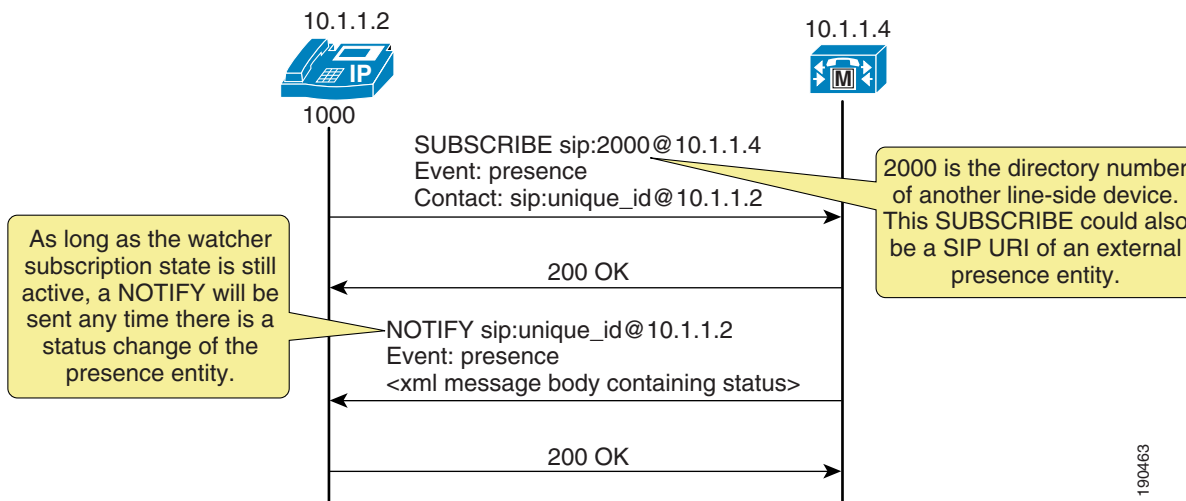 10.1.1.2
10.1.1.4
IP
M
1000
SUBSCRIBE sip:2000@10.1.1.4
Event: presence
Contact: sip:unique_id@10.1.1.2
2000 is the directory number
of another line-side device.
This SUBSCRIBE could also
be a SIP URI of an external
presence entity.
As long as the watcher
subscription state is still
active, a NOTIFY will be
sent any time there is a
status change of the
presence entity.
200 OK
NOTIFY sip:unique_id@10.1.1.2
Event: presence
<xml message body containing status>
200 OK
190463